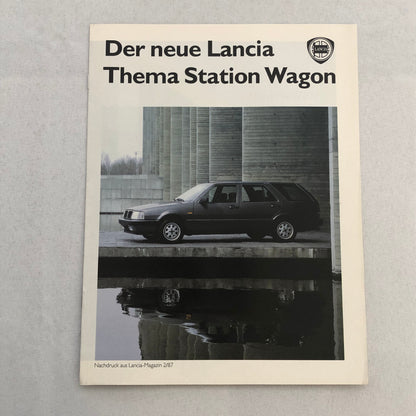 Der neue Lancia
LANCIA
Thema Station Wagon
Nachdruck aus Lancia-Magazin 2/87